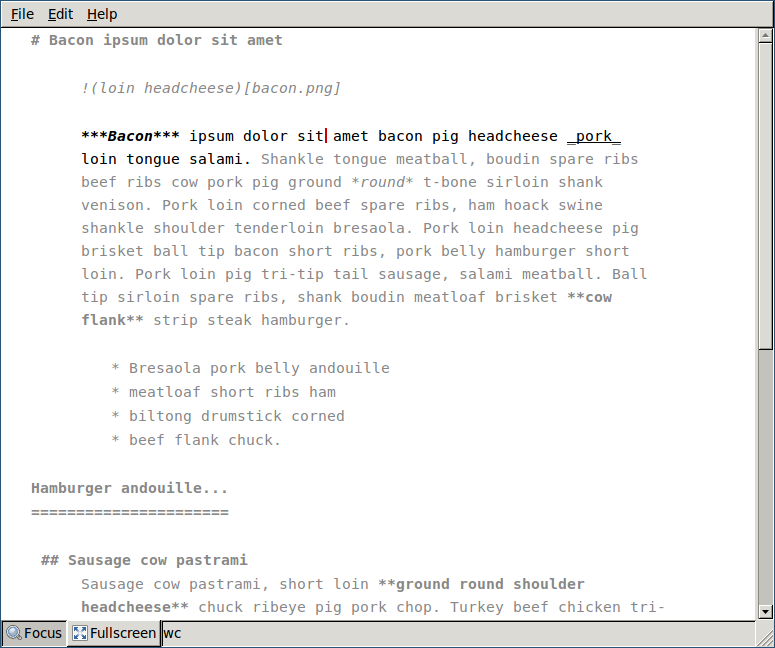 File Edit Help
# Bacon ipsum dolor sit amet
!(loin headcheese)[bacon.png]
***Bacon*** ipsum dolor sit amet bacon pig headcheese _pork_
loin tongue salami. Shankle tongue meatball, boudin spare ribs
beef ribs cow pork pig ground *round* t-bone sirloin shank
venison. Pork loin corned beef spare ribs, ham hoack swine
shankle shoulder tenderloin bresaola. Pork loin headcheese pig
brisket ball tip bacon short ribs, pork belly hamburger short
loin. Pork loin pig tri-tip tail sausage, salami meatball. Ball
tip sirloin spare ribs, shank boudin meatloaf brisket **cow
flank** strip steak hamburger.
* Bresaola pork belly andouille
* meatloaf short ribs ham
* biltong drumstick corned
* beef flank chuck.
Hamburger andouille...
======================
## Sausage cow pastrami
Sausage cow pastrami, short loin **ground round shoulder
headcheese** chuck ribeye pig pork chop. Turkey beef chicken tri-
Focus Fullscreen wc